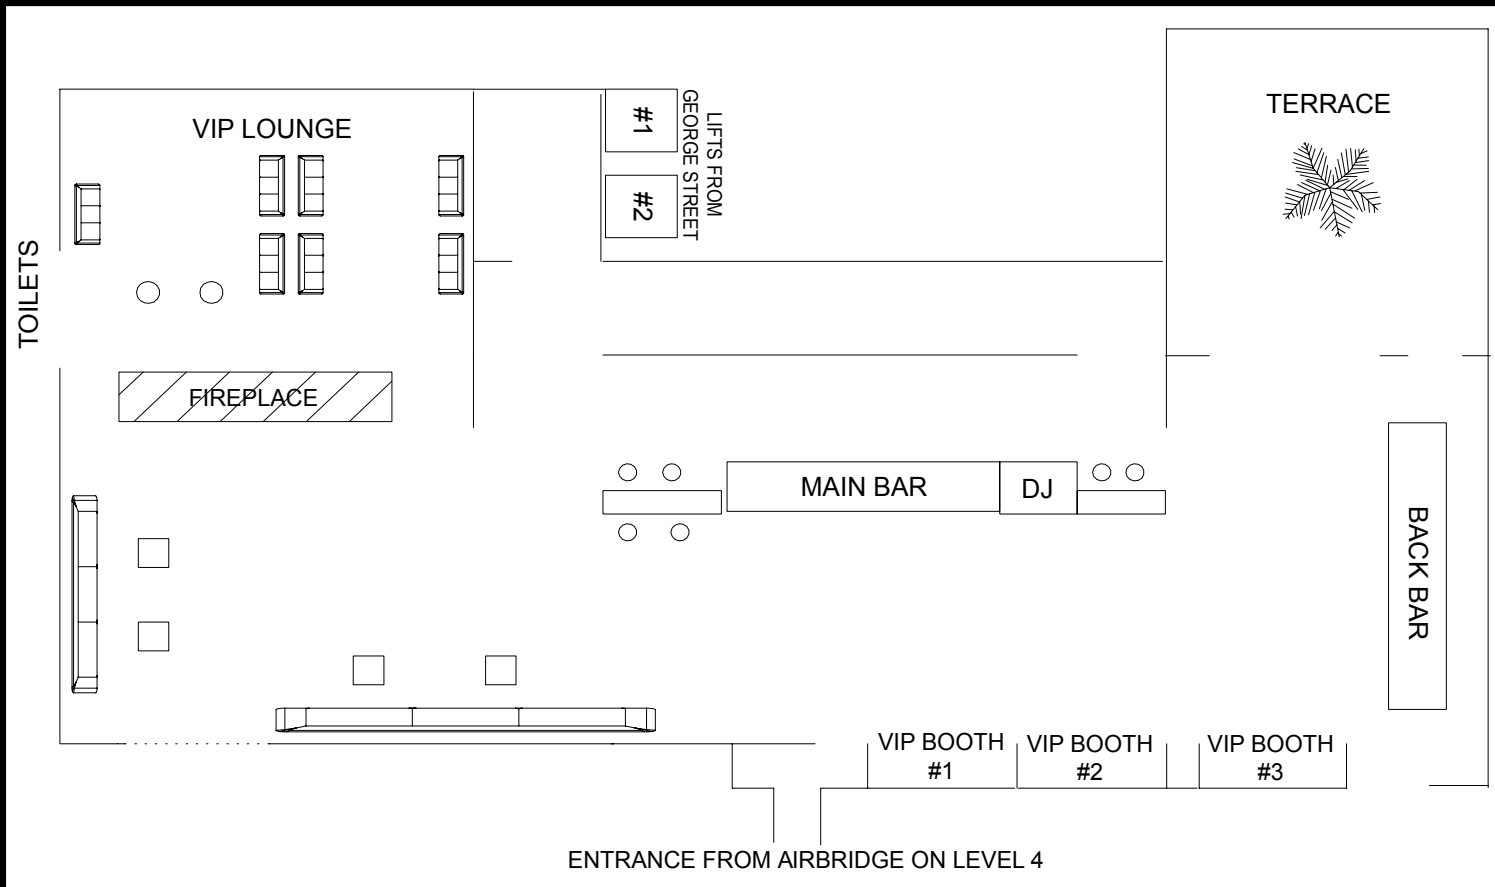 TERRACE
VIP LOUNGE
#1
#2
LIFTS FROM
GEORGE STREET
TOILETS
FIREPLACE
MAIN BAR
DJ
BACK BAR
VIP BOOTH
#1
VIP BOOTH
#2
VIP BOOTH
#3
ENTRANCE FROM AIRBRIDGE ON LEVEL 4